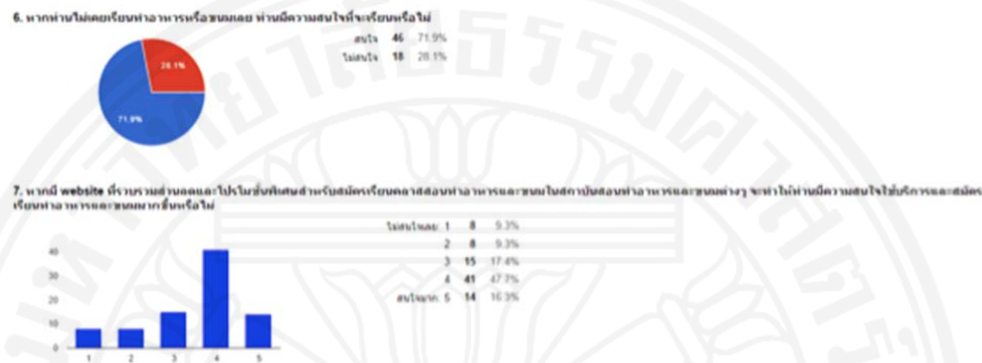 6. หากท่านไม่เคยเรียนทำอาหารหรือขนมเลย ท่านมีความสนใจที่จะเรียนหรือไม่
สนใจ 46 71.9%
ไม่สนใจ 18 28.1%
28.1%
71.9%
7. หากมี website ที่รวบรวมส่วนลดและโปรโมชั่นพิเศษสำหรับสมัครเรียนคลาสสอนทำอาหารและขนมในสถาบันสอนทำอาหารและขนมต่างๆ จะทำให้ท่านมีความสนใจใช้บริการและสมัคร
เรียนทำอาหารและขนมมากขึ้นหรือไม่
ไม่สนใจเลย: 1 8 9.3%
2 8 9.3%
3 15 17.4%
4 41 47.7%
สนใจมาก: 5 14 16.3%
40
30
20
10
0
1 2 3 4 5